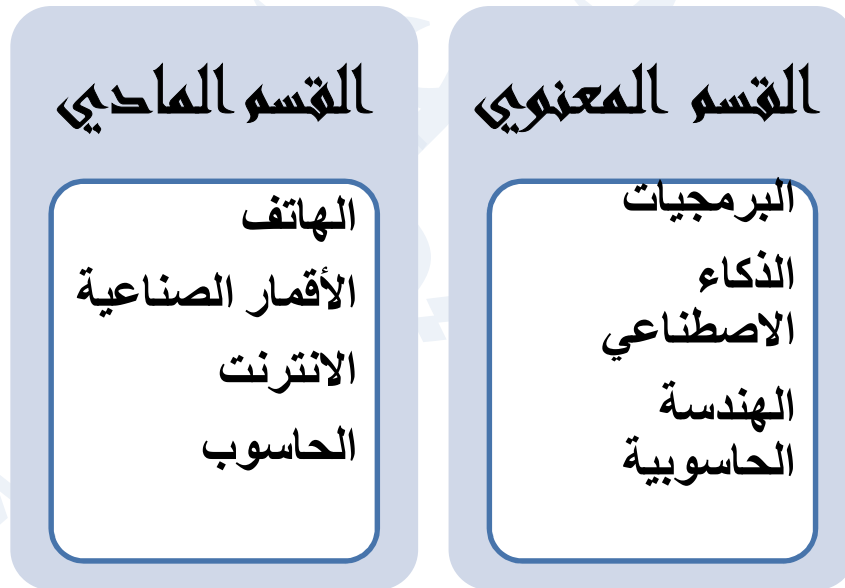 القسم المعنوي
البرمجيات
الذكاء
الاصطناعي
الهندسة
الحاسوبية
القسم المادي
الهاتف
الأقمار الصناعية
الانترنت
الحاسوب